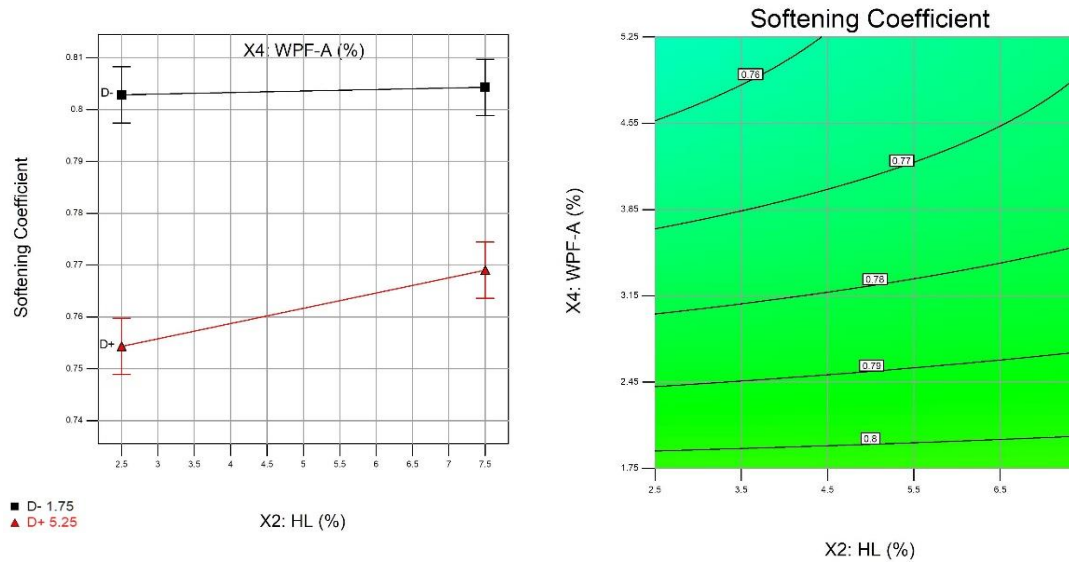 X4: WPF-A (%)
Softening Coefficient
0.81
0.8
0.79
0.78
0.77
0.76
0.75
0.74
D-
D+
2.5 3 3.5 4 4.5 5 5.5 6 6.5 7 7.5
X2: HL (%)
D- 1.75
D+ 5.25
Softening Coefficient
X4: WPF-A (%)
5.25
4.55
3.85
3.15
2.45
1.75
0.76
0.77
0.78
0.79
0.8
2.5 3.5 4.5 5.5 6.5
X2: HL (%)